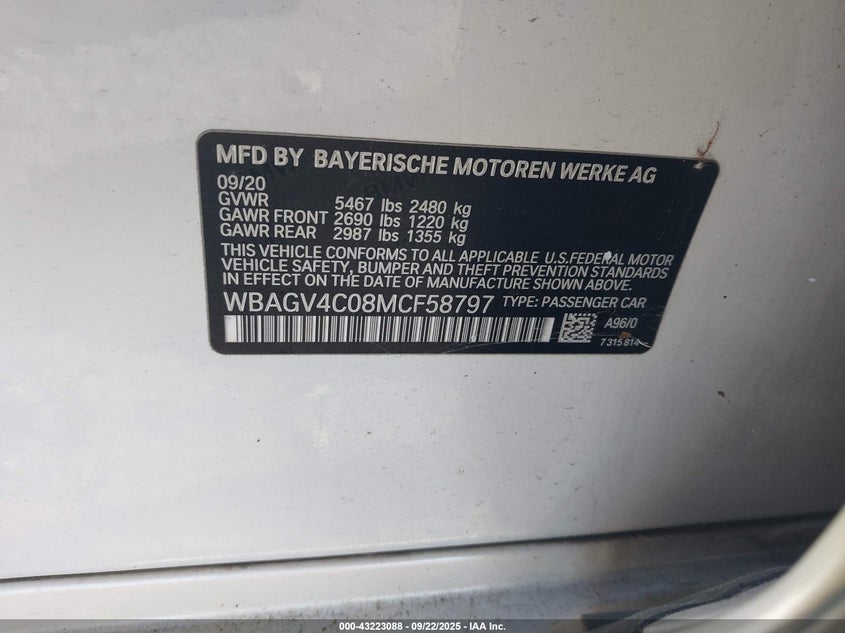 MFD BY BAYERISCHE MOTOREN WERKE AG
09/20
GVWR 5467 lbs 2480 kg
GAWR FRONT 2690 lbs 1220 kg
GAWR REAR 2987 lbs 1355 kg
THIS VEHICLE CONFORMS TO ALL APPLICABLE U.S.FEDERAL MOTOR
VEHICLE SAFETY, BUMPER AND THEFT PREVENTION STANDARDS
IN EFFECT ON THE DATE OF MANUFACTURE SHOWN ABOVE.
WBAGV4C08MCF58797 TYPE: PASSENGER CAR
A96/0
7 315 814
000-43223088 - 09/22/2025 - IAA Inc.